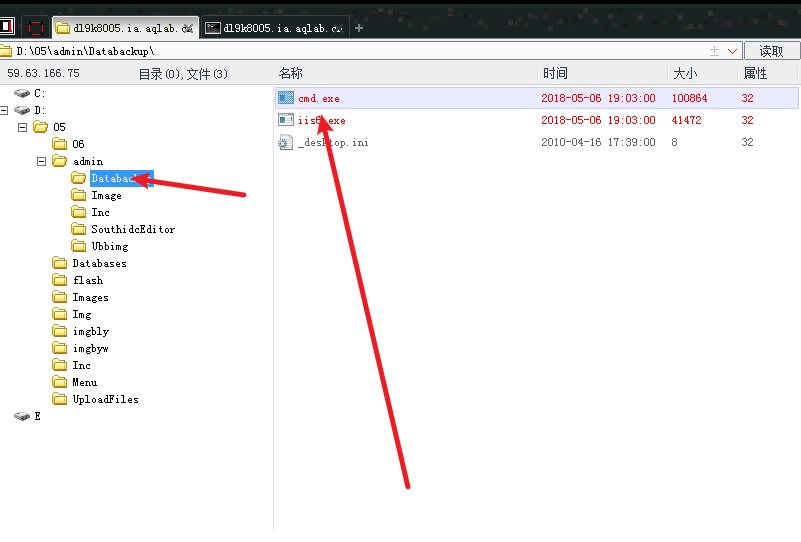 dl9k8005.ia.aqlab.c dl9k8005.ia.aqlab.c
D:\05\admin\Databackup\ 读取
59.63.166.75 目录(0),文件(3) 名称 时间 大小 属性
C:
D:
05
06
admin
Image
Inc
SouthidcEditor
Ubbimg
Databases
flash
Images
Img
imgbly
imgbyw
Inc
Menu
UploadFiles
E
cmd.exe 2018-05-06 19:03:00 100864 32
2018-05-06 19:03:00 41472 32
_desktop.ini 2010-04-16 17:39:00 8 32